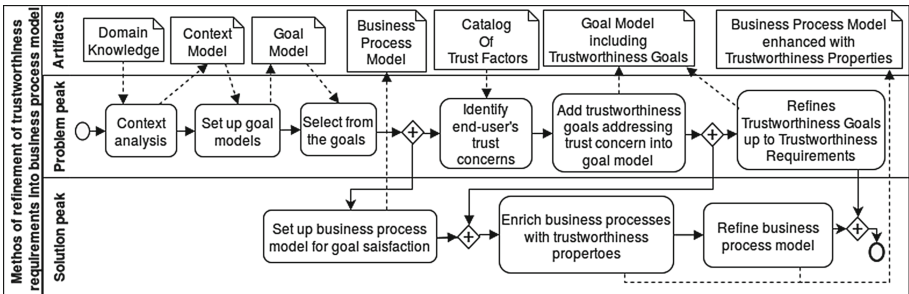 Methos of refinement of trustworthiness
requirements Into business process model
Artifacts
Domain
Knowledge
Context
Model
Goal
Model
Business
Process
Model
Catalog
Of
Trust Factors
Goal Model
including
Trustworthiness Goals
Business Process Model
enhanced with
Trustworthiness Properties
Problem peak
Context
analysis
Set up goal
models
Select from
the goals
Identify
end-user's
trust
concerns
Add trustworthiness
goals addressing
trust concern into
goal model
Refines
Trustworthiness Goals
up to Trustworthiness
Requirements
Solution peak
Set up business process
model for goal saisfaction
Enrich business processes
with trustworthiness
propertoes
Refine business
process model